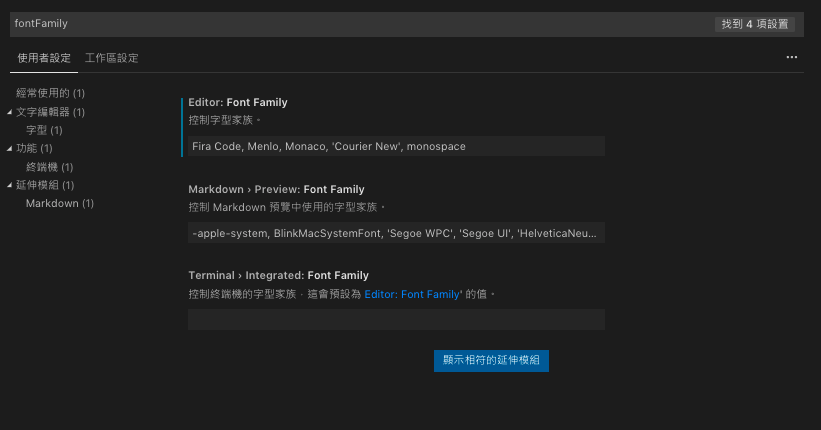 fontFamily
找到 4 項設置
使用者設定
工作區設定
經常使用的 (1)
文字編輯器 (1)
字型 (1)
功能 (1)
終端機 (1)
延伸模組 (1)
Markdown (1)
Editor: Font Family
控制字型家族。
Fira Code, Menlo, Monaco, 'Courier New', monospace
Markdown › Preview: Font Family
控制 Markdown 預覽中使用的字型家族。
-apple-system, BlinkMacSystemFont, 'Segoe WPC', 'Segoe UI', 'HelveticaNeu...
Terminal › Integrated: Font Family
控制終端機的字型家族，這會預設為 Editor: Font Family' 的值。
顯示相符的延伸模組